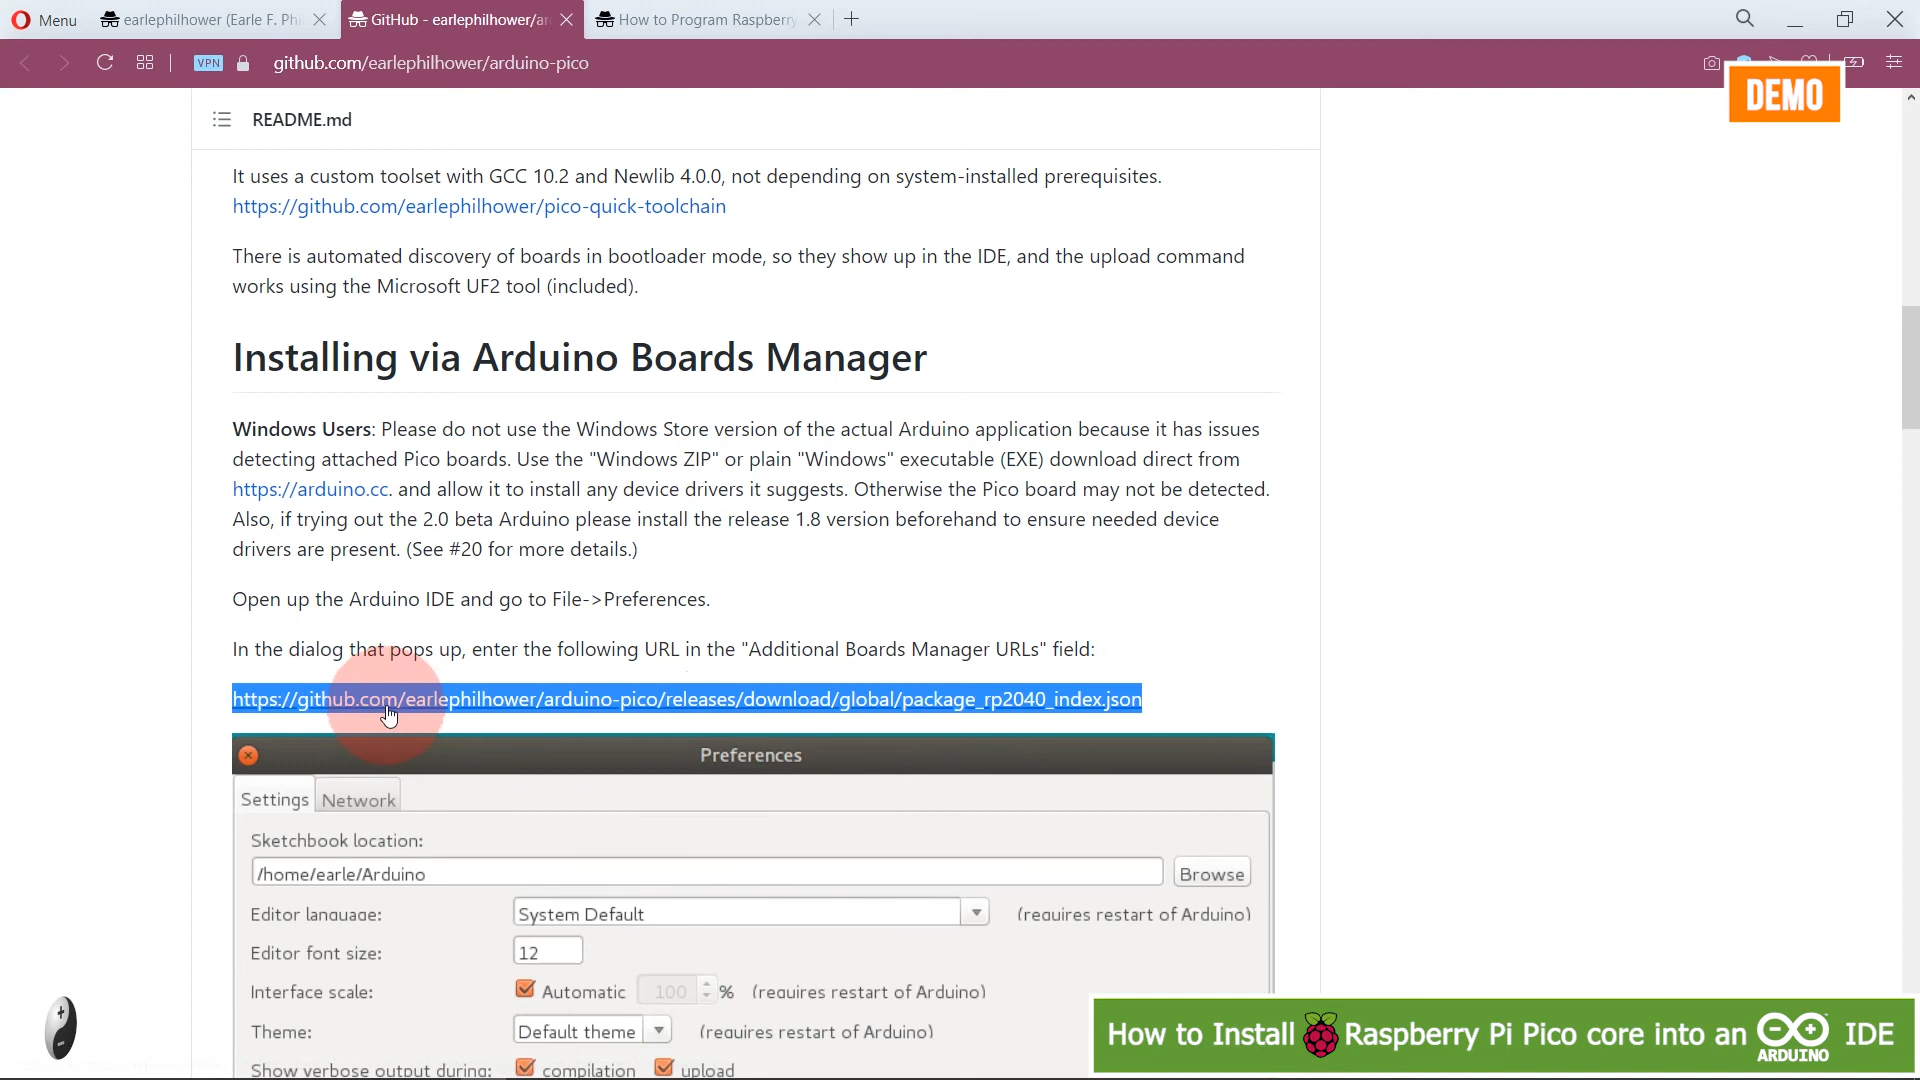 Menu
earlephilhower (Earle F. Phi
GitHub - earlephilhower/ar
How to Program Raspberry
VPN
github.com/earlephilhower/arduino-pico
DEMO
README.md
It uses a custom toolset with GCC 10.2 and Newlib 4.0.0, not depending on system-installed prerequisites.
https://github.com/earlephilhower/pico-quick-toolchain
There is automated discovery of boards in bootloader mode, so they show up in the IDE, and the upload command
works using the Microsoft UF2 tool (included).
Installing via Arduino Boards Manager
Windows Users: Please do not use the Windows Store version of the actual Arduino application because it has issues
detecting attached Pico boards. Use the "Windows ZIP" or plain "Windows" executable (EXE) download direct from
https://arduino.cc. and allow it to install any device drivers it suggests. Otherwise the Pico board may not be detected.
Also, if trying out the 2.0 beta Arduino please install the release 1.8 version beforehand to ensure needed device
drivers are present. (See #20 for more details.)
Open up the Arduino IDE and go to File->Preferences.
In the dialog that pops up, enter the following URL in the "Additional Boards Manager URLs" field:
https://github.com/earlephilhower/arduino-pico/releases/download/global/package_rp2040_index.json
Preferences
Settings Network
Sketchbook location:
/home/earle/Arduino Browse
Editor language: System Default (requires restart of Arduino)
Editor font size: 12
Interface scale: Automatic 100 % (requires restart of Arduino)
Theme: Default theme (requires restart of Arduino)
Show verbose output during: compilation upload
How to Install Raspberry Pi Pico core into an ARDUINO IDE